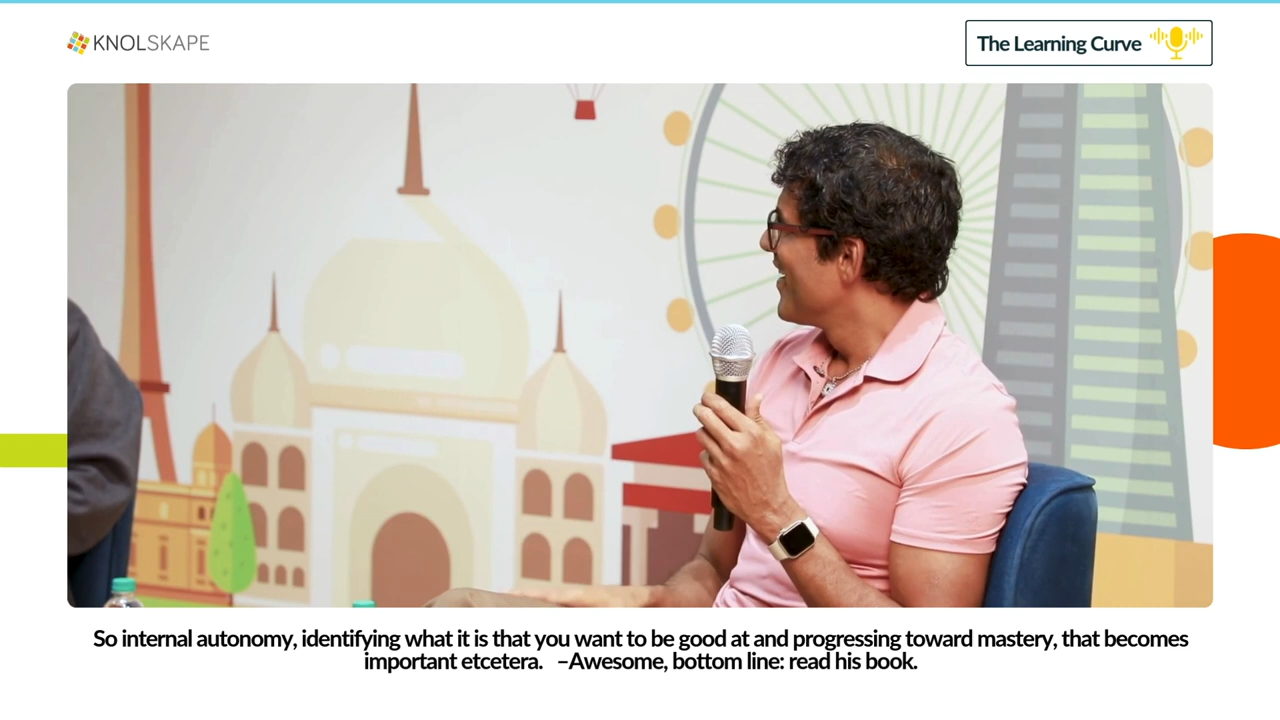 KNOLSKAPE
The Learning Curve
So internal autonomy, identifying what it is that you want to be good at and progressing toward mastery, that becomes
important etcetera. –Awesome, bottom line: read his book.